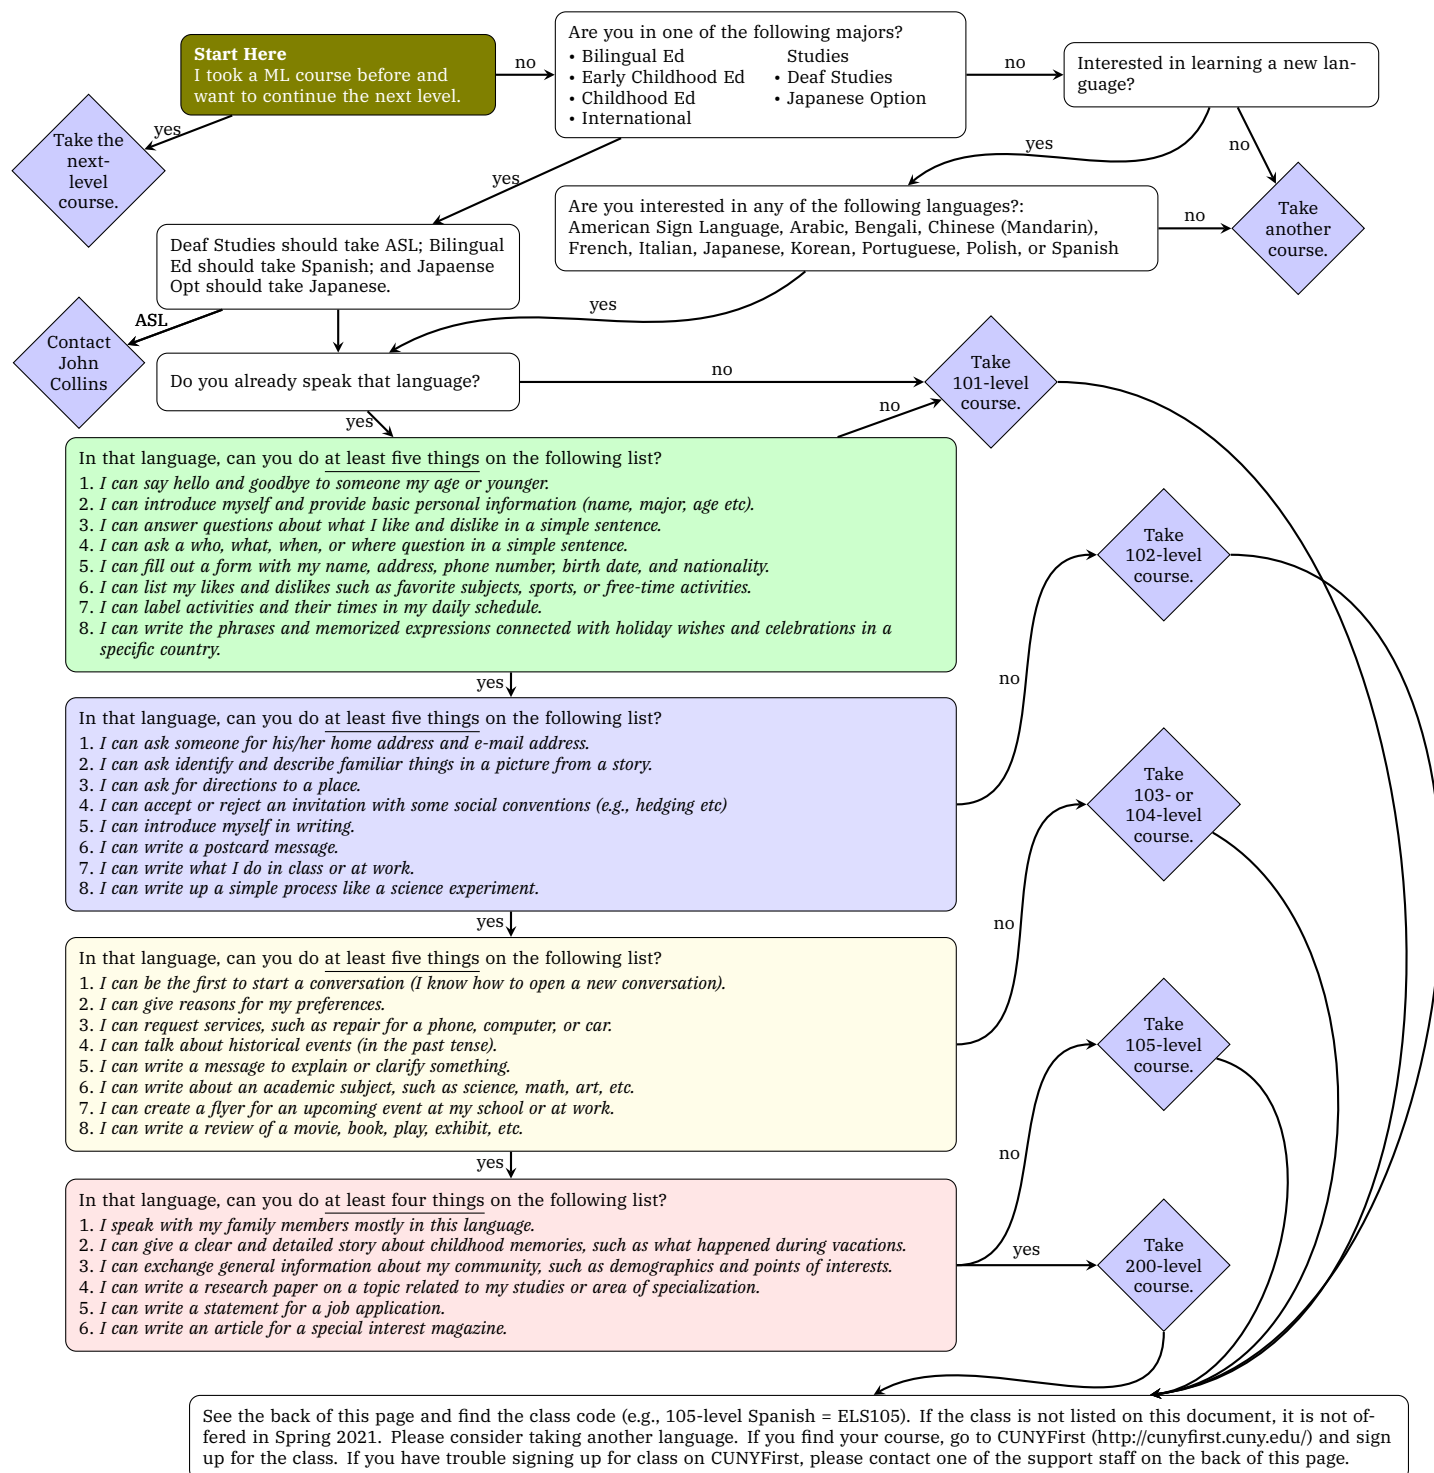 Start Here
I took a ML course before and
want to continue the next level.
no
Are you in one of the following majors?
• Bilingual Ed
• Early Childhood Ed
• Childhood Ed
• International
Studies
• Deaf Studies
• Japanese Option
no
Interested in learning a new lan-
guage?
yes
Take the
next-
level
course.
yes
yes
no
Are you interested in any of the following languages?:
American Sign Language, Arabic, Bengali, Chinese (Mandarin),
French, Italian, Japanese, Korean, Portuguese, Polish, or Spanish
no
Take
another
course.
Deaf Studies should take ASL; Bilingual
Ed should take Spanish; and Japaense
Opt should take Japanese.
yes
ASL
Contact
John
Collins
Do you already speak that language?
no
Take
101-level
course.
yes
no
In that language, can you do at least five things on the following list?
1. I can say hello and goodbye to someone my age or younger.
2. I can introduce myself and provide basic personal information (name, major, age etc).
3. I can answer questions about what I like and dislike in a simple sentence.
4. I can ask a who, what, when, or where question in a simple sentence.
5. I can fill out a form with my name, address, phone number, birth date, and nationality.
6. I can list my likes and dislikes such as favorite subjects, sports, or free-time activities.
7. I can label activities and their times in my daily schedule.
8. I can write the phrases and memorized expressions connected with holiday wishes and celebrations in a
specific country.
Take
102-level
course.
no
yes
In that language, can you do at least five things on the following list?
1. I can ask someone for his/her home address and e-mail address.
2. I can ask identify and describe familiar things in a picture from a story.
3. I can ask for directions to a place.
4. I can accept or reject an invitation with some social conventions (e.g., hedging etc)
5. I can introduce myself in writing.
6. I can write a postcard message.
7. I can write what I do in class or at work.
8. I can write up a simple process like a science experiment.
Take
103- or
104-level
course.
no
yes
In that language, can you do at least five things on the following list?
1. I can be the first to start a conversation (I know how to open a new conversation).
2. I can give reasons for my preferences.
3. I can request services, such as repair for a phone, computer, or car.
4. I can talk about historical events (in the past tense).
5. I can write a message to explain or clarify something.
6. I can write about an academic subject, such as science, math, art, etc.
7. I can create a flyer for an upcoming event at my school or at work.
8. I can write a review of a movie, book, play, exhibit, etc.
Take
105-level
course.
no
yes
In that language, can you do at least four things on the following list?
1. I speak with my family members mostly in this language.
2. I can give a clear and detailed story about childhood memories, such as what happened during vacations.
3. I can exchange general information about my community, such as demographics and points of interests.
4. I can write a research paper on a topic related to my studies or area of specialization.
5. I can write a statement for a job application.
6. I can write an article for a special interest magazine.
yes
Take
200-level
course.
See the back of this page and find the class code (e.g., 105-level Spanish = ELS105). If the class is not listed on this document, it is not of-
fered in Spring 2021. Please consider taking another language. If you find your course, go to CUNYFirst (http://cunyfirst.cuny.edu/) and sign
up for the class. If you have trouble signing up for class on CUNYFirst, please contact one of the support staff on the back of this page.